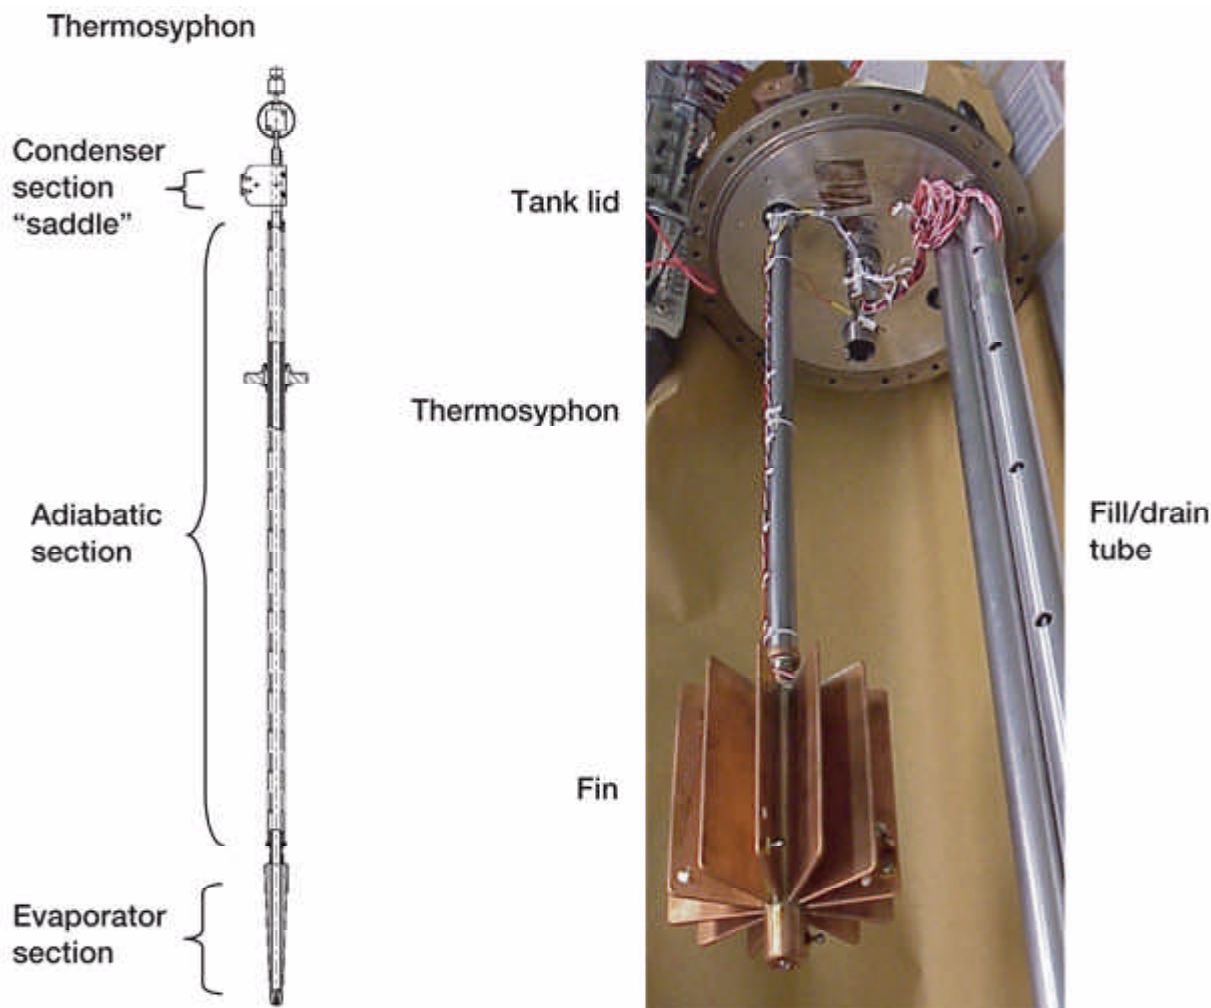 Thermosyphon
Condenser
section
“saddle”
Adiabatic
section
Evaporator
section
Tank lid
Thermosyphon
Fin
Fill/drain
tube